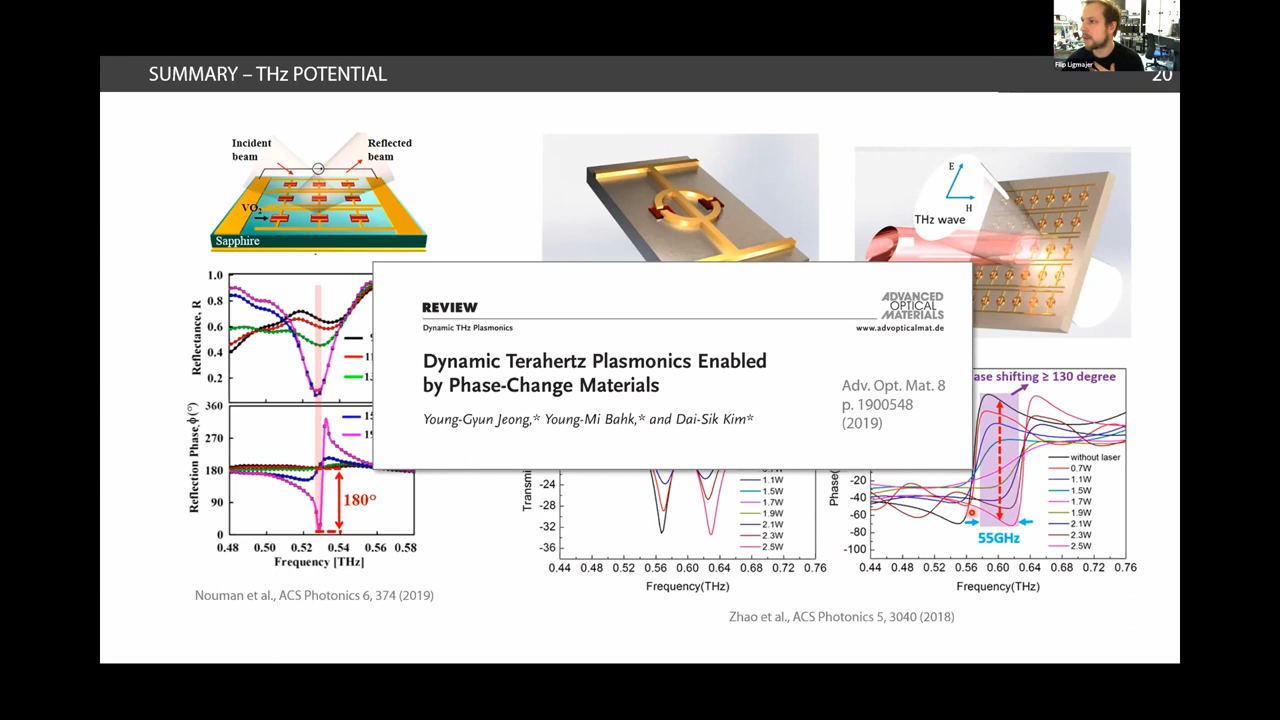 Filip Ligmajer
SUMMARY – THz POTENTIAL
20
Incident
beam
Reflected
beam
VO2
Sapphire
E
H
THz wave
REVIEW
ADVANCED
OPTICAL
MATERIALS
Dynamic THz Plasmonics
www.advopticalmat.de
Dynamic Terahertz Plasmonics Enabled
by Phase-Change Materials
Young-Gyun Jeong,* Young-Mi Bahk,* and Dai-Sik Kim*
Adv. Opt. Mat. 8
p. 1900548
(2019)
1.0
0.8
0.6
0.4
0.2
Reflectance, R
360
270
180
90
0
Reflection Phase, ϕ(°)
180°
0.48 0.50 0.52 0.54 0.56 0.58
Frequency [THz]
Nouman et al., ACS Photonics 6, 374 (2019)
-24
-28
-32
-36
1.1W
1.5W
1.7W
1.9W
2.1W
2.3W
2.5W
0.44 0.48 0.52 0.56 0.60 0.64 0.68 0.72 0.76
Frequency(THz)
ase shifting ≥ 130 degree
Phase(
-20
-40
-60
-80
-100
without laser
0.7W
1.1W
1.5W
1.7W
1.9W
2.1W
2.3W
2.5W
55GHz
0.44 0.48 0.52 0.56 0.60 0.64 0.68 0.72 0.76
Frequency(THz)
Zhao et al., ACS Photonics 5, 3040 (2018)